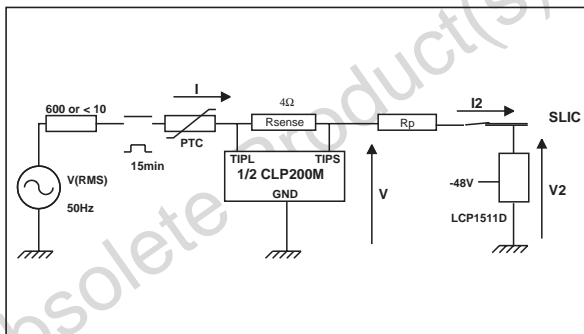 I
4Ω
I2
SLIC
600 or < 10
Rsense
Rp
PTC
TIPL TIPS
15min
1/2 CLP200M
GND
V(RMS)
50Hz
V
-48V
V2
LCP1511D
Obsolete Product(s)